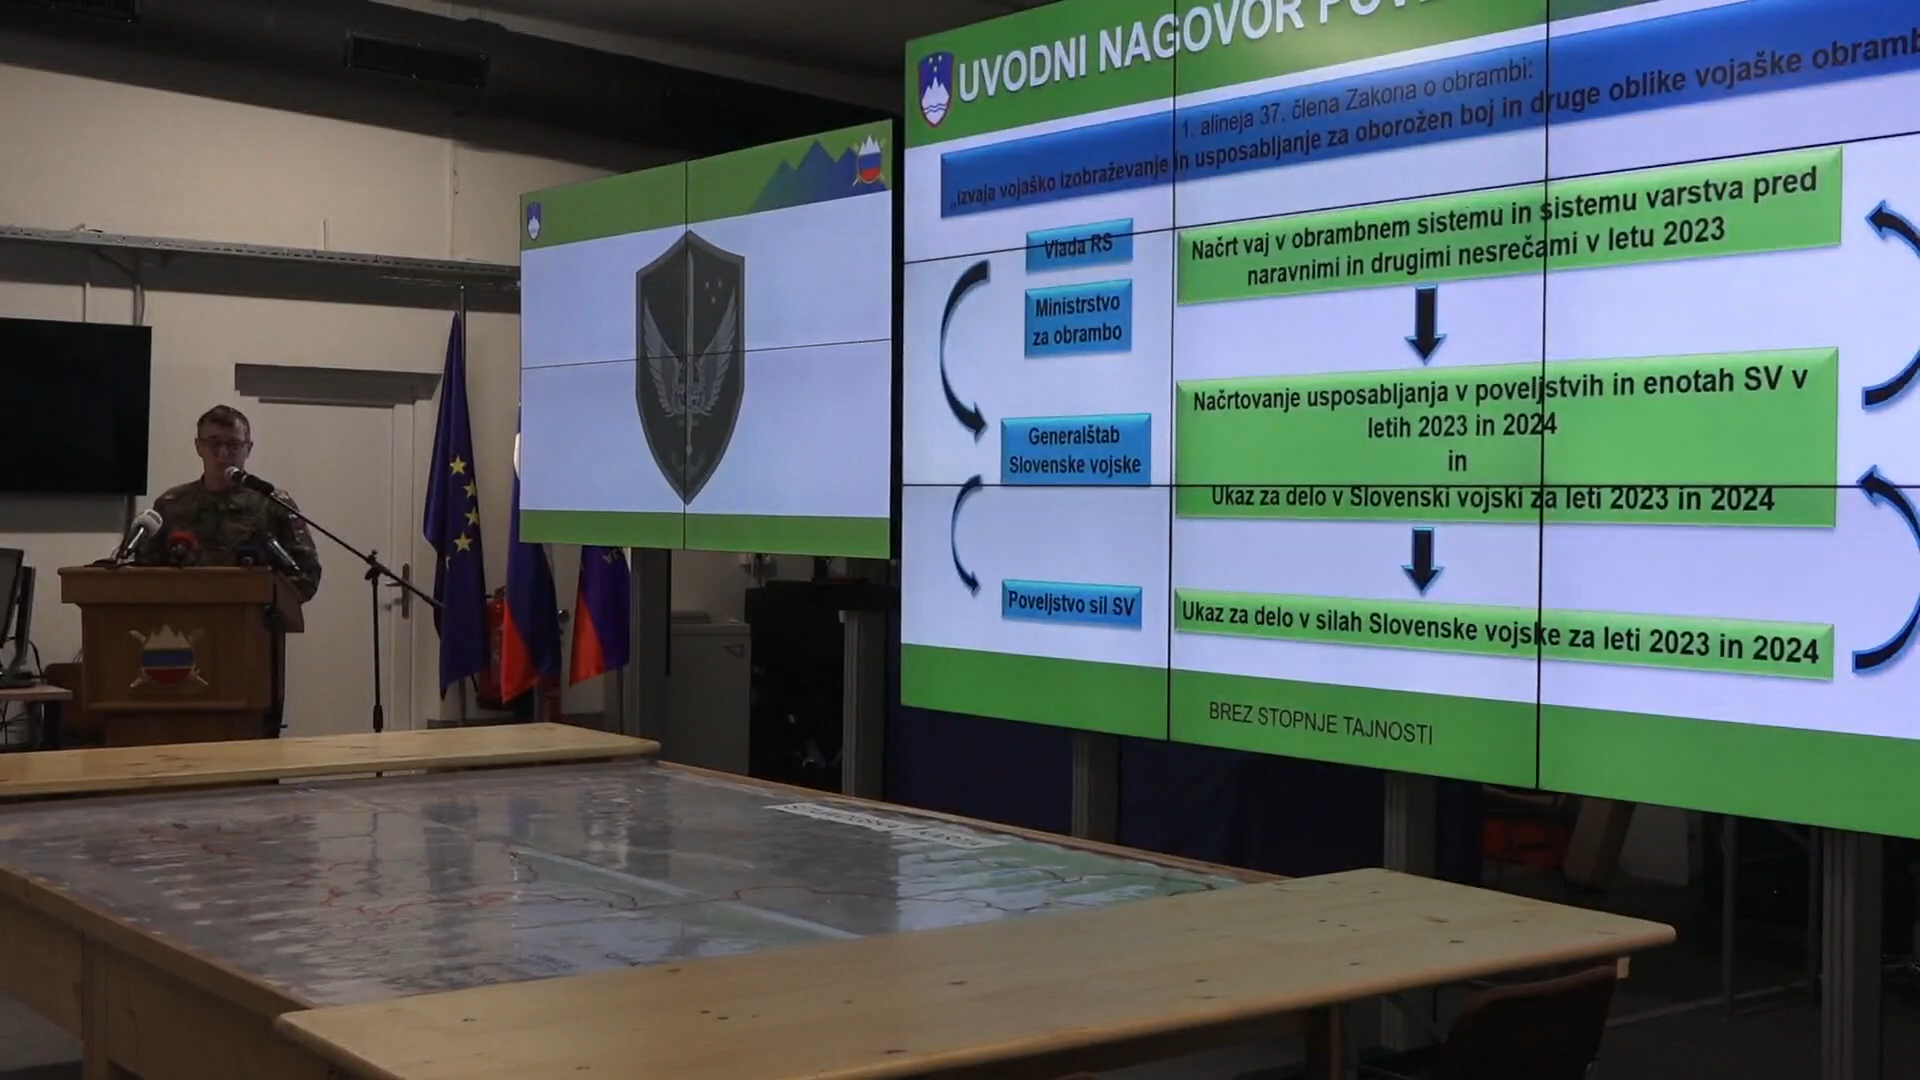 UVODNI NAGOVOR
1. alineja 37. člena Zakona o obrambi:
„izvaja vojaško izobraževanje in usposabljanje za oborožen boj in druge oblike vojaške
Vlada RS
Ministrstvo
za obrambo
Generalštab
Slovenske vojske
Poveljstvo sil SV
Načrt vaj v obrambnem sistemu in sistemu varstva pred
naravnimi in drugimi nesrečami v letu 2023
Načrtovanje usposabljanja v poveljstvih in enotah SV v
letih 2023 in 2024
in
Ukaz za delo v Slovenski vojski za leti 2023 in 2024
Ukaz za delo v silah Slovenske vojske za leti 2023 in 2024
BREZ STOPNJE TAJNOSTI